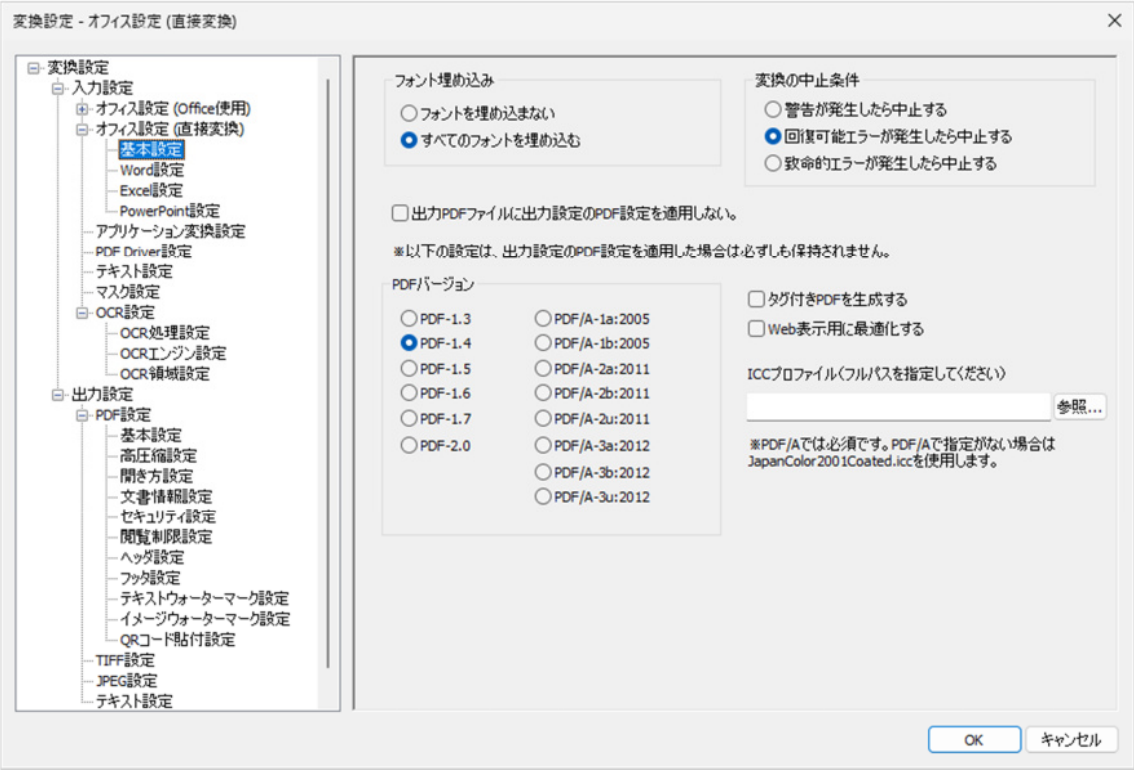 変換設定 - オフィス設定 (直接変換)
変換設定
入力設定
オフィス設定 (Office使用)
オフィス設定 (直接変換)
基本設定
Word設定
Excel設定
PowerPoint設定
アプリケーション変換設定
PDF Driver設定
テキスト設定
マスク設定
OCR設定
OCR処理設定
OCRエンジン設定
OCR領域設定
出力設定
PDF設定
基本設定
高圧縮設定
開き方設定
文書情報設定
セキュリティ設定
閲覧制限設定
ヘッダ設定
フッタ設定
テキストウォーターマーク設定
イメージウォーターマーク設定
QRコード貼付設定
TIFF設定
JPEG設定
テキスト設定
フォント埋め込み
フォントを埋め込まない
すべてのフォントを埋め込む
変換の中止条件
警告が発生したら中止する
回復可能エラーが発生したら中止する
致命的エラーが発生したら中止する
出力PDFファイルに出力設定のPDF設定を適用しない。
※以下の設定は、出力設定のPDF設定を適用した場合は必ずしも保持されません。
PDFバージョン
PDF-1.3
PDF-1.4
PDF-1.5
PDF-1.6
PDF-1.7
PDF-2.0
PDF/A-1a:2005
PDF/A-1b:2005
PDF/A-2a:2011
PDF/A-2b:2011
PDF/A-2u:2011
PDF/A-3a:2012
PDF/A-3b:2012
PDF/A-3u:2012
タグ付きPDFを生成する
Web表示用に最適化する
ICCプロファイル(フルパスを指定してください)
参照...
※PDF/Aでは必須です。PDF/Aで指定がない場合は
JapanColor2001Coated.iccを使用します。
OK
キャンセル